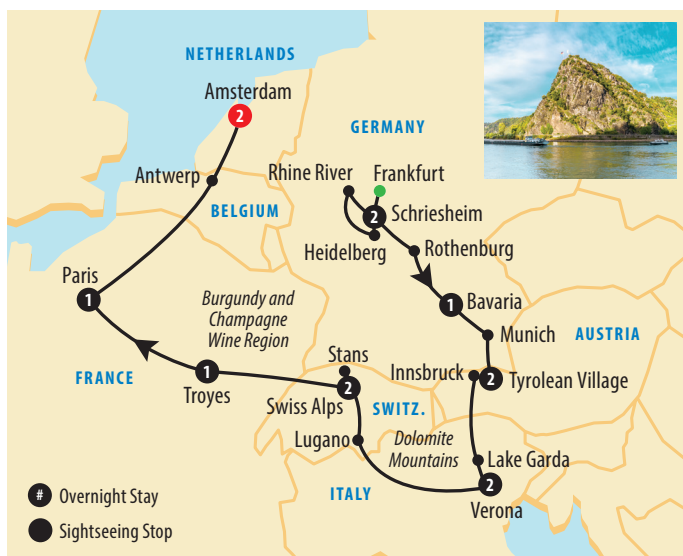 NETHERLANDS
Amsterdam
2
GERMANY
Antwerp
Rhine River
Frankfurt
BELGIUM
2
Schriesheim
Heidelberg
Rothenburg
Paris
1
Burgundy and
Champagne
Wine Region
1
Bavaria
Munich
AUSTRIA
Stans
Innsbruck
2
Tyrolean Village
FRANCE
1
Troyes
2
Swiss Alps
SWITZ.
Lugano
Dolomite
Mountains
Lake Garda
ITALY
2
Verona
# Overnight Stay
Sightseeing Stop